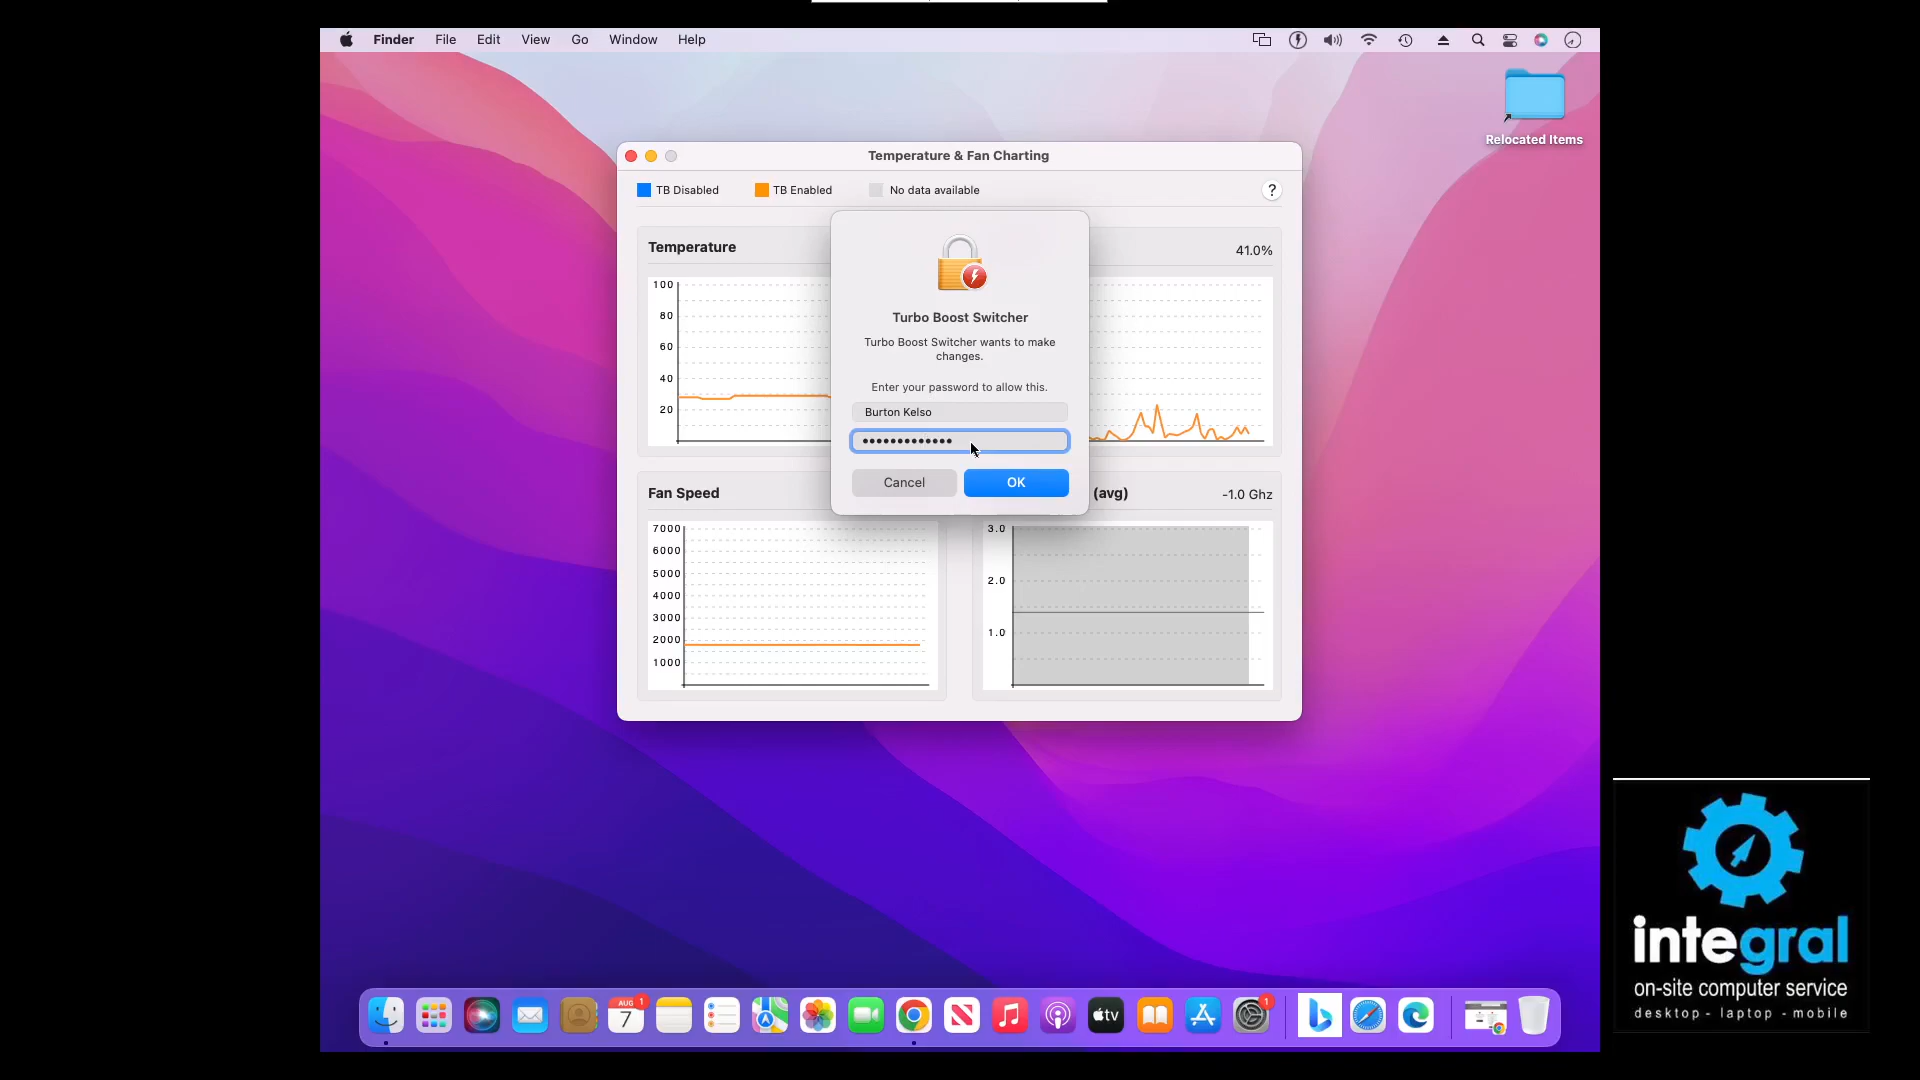 Finder File Edit View Go Window Help
Relocated Items
Temperature & Fan Charting
TB Disabled TB Enabled No data available ?
Temperature
41.0%
100
80
60
40
20
Turbo Boost Switcher
Turbo Boost Switcher wants to make
changes.
Enter your password to allow this.
Burton Kelso
•••••••••••••
Cancel OK
Fan Speed
7000
6000
5000
4000
3000
2000
1000
(avg) -1.0 Ghz
3.0
2.0
1.0
AUG 1
7
tv
1
integral
on-site computer service
desktop - laptop - mobile